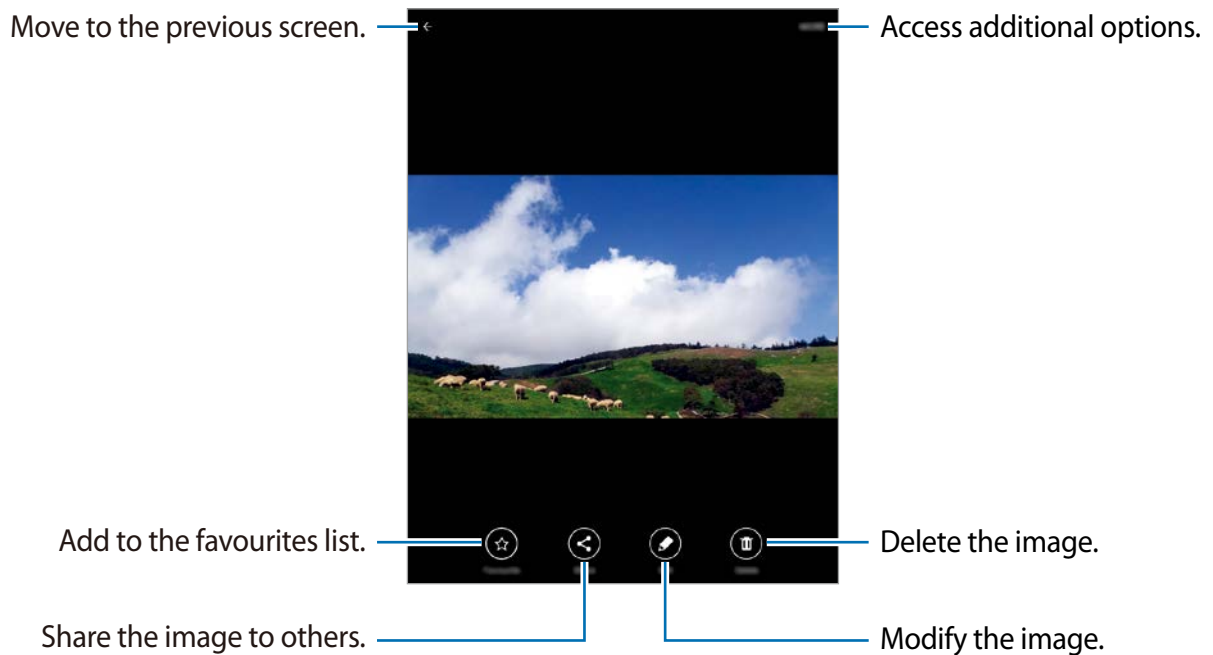 Move to the previous screen.
Access additional options.
Add to the favourites list.
Delete the image.
Share the image to others.
Modify the image.